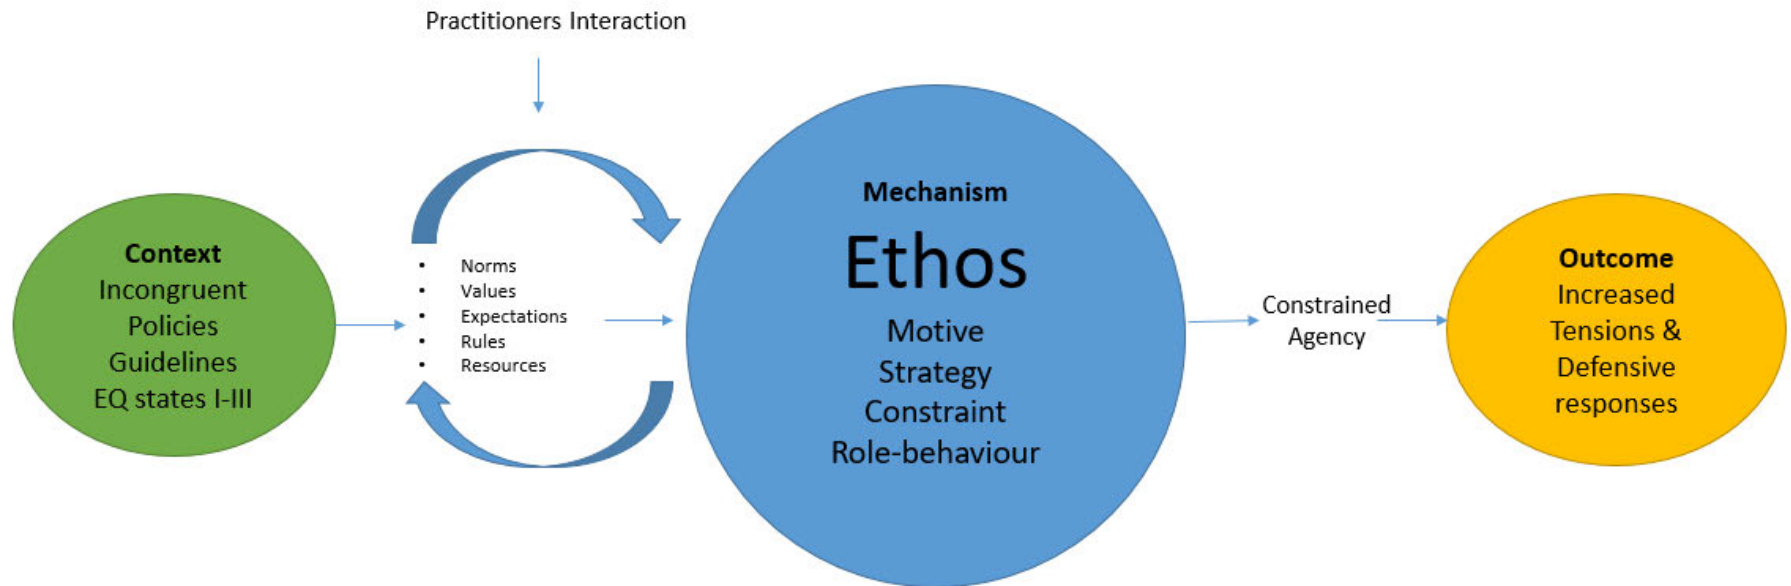 Practitioners Interaction
Context
Incongruent
Policies
Guidelines
EQ states I-III
• Norms
• Values
• Expectations
• Rules
• Resources
Mechanism
Ethos
Motive
Strategy
Constraint
Role-behaviour
Constrained
Agency
Outcome
Increased
Tensions &
Defensive
responses